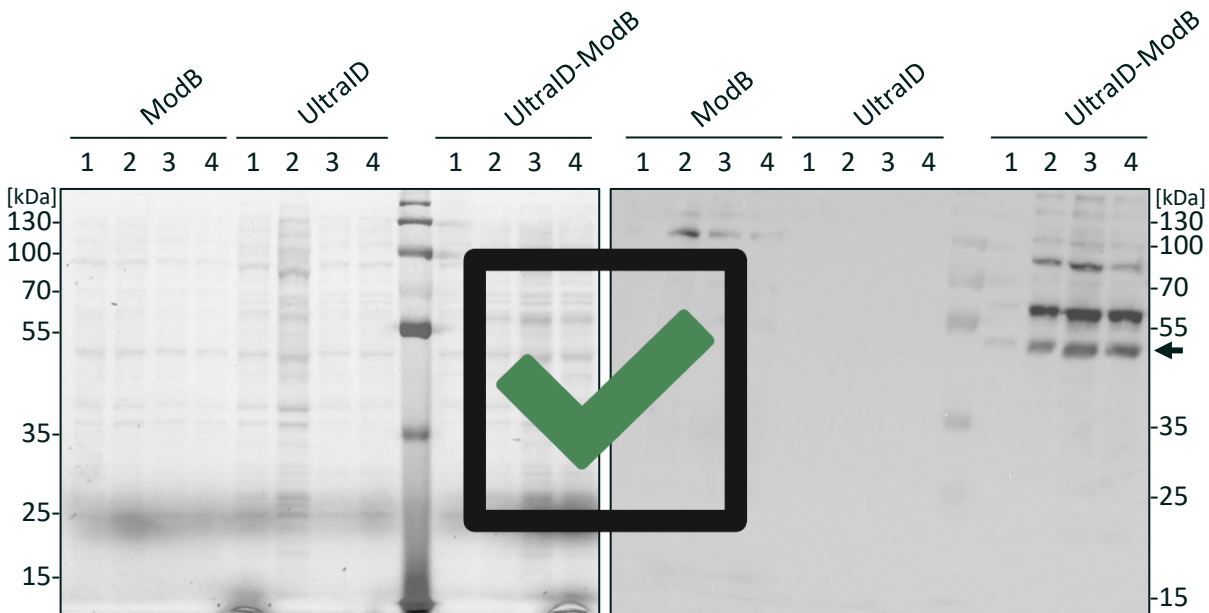 ModB UltraID UltraID-ModB ModB UltraID UltraID-ModB
1 2 3 4 1 2 3 4 1 2 3 4 1 2 3 4 1 2 3 4 1 2 3 4
[kDa] [kDa]
130- -130
100- -100
70- -70
55- -55
35- -35
25- -25
15- -15